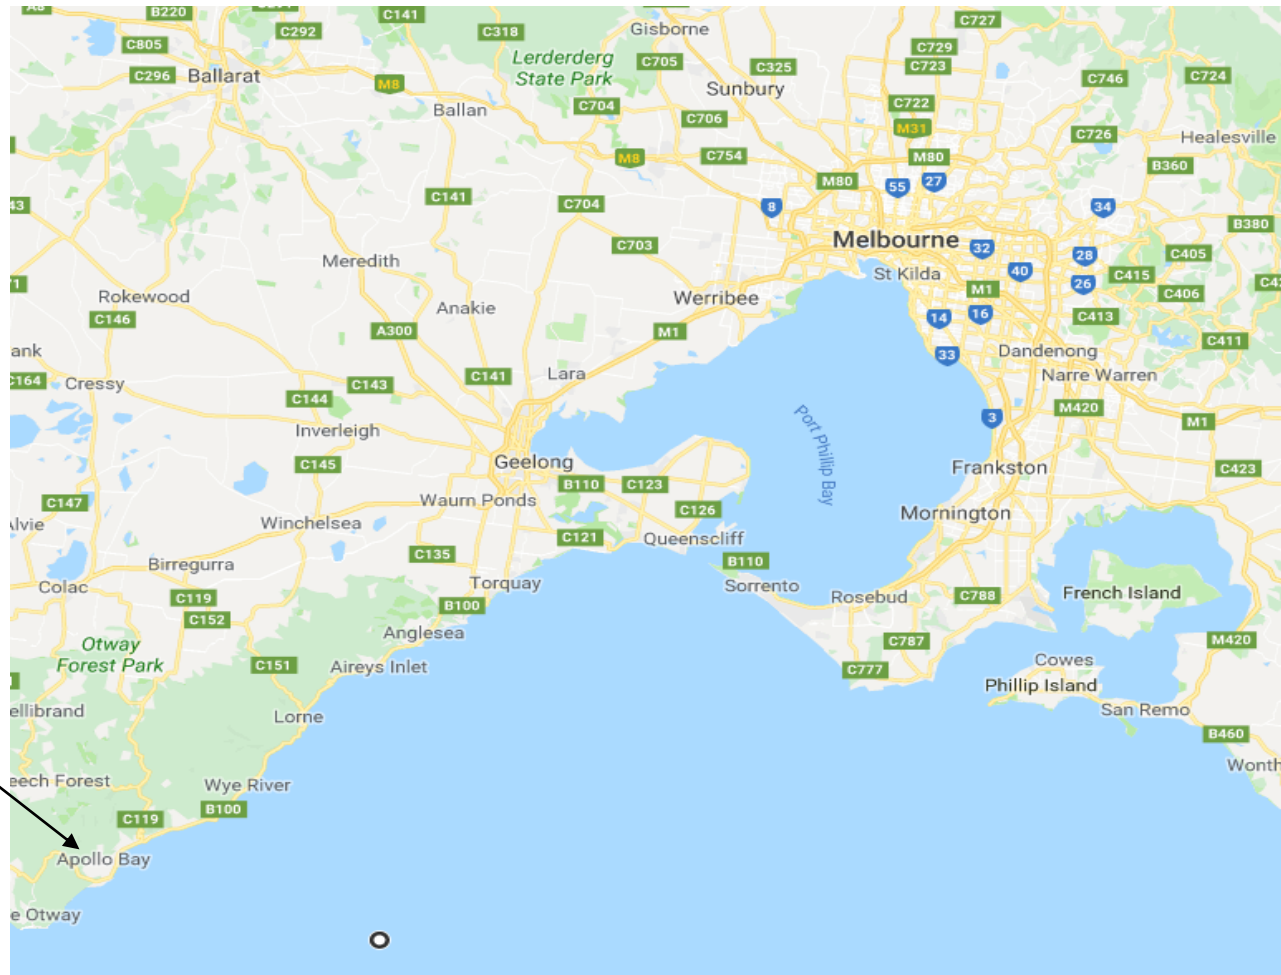 A8
B220
C292
C141
C318
Gisborne
C727
C805
Lerderderg
State Park
C705
C729
C296
Ballarat
M8
C325
C723
C746
C724
Ballan
Sunbury
C704
C722
C706
M31
C726
Healesville
M8
C754
M80
B360
M80
55
27
C141
C704
8
34
B380
C703
Melbourne
32
28
C405
Meredith
St Kilda
40
C415
M1
26
C406
Rokewood
Anakie
Werribee
C146
A300
M1
14
16
C413
33
Dandenong
C411
C164
Cressy
C143
C141
Lara
Narre Warren
C144
M420
3
M1
Port Phillip Bay
Inverleigh
C145
Geelong
Frankston
C423
B110
C123
C147
Waurn Ponds
C126
Mornington
Winchelsea
C121
Queenscliff
C135
B110
Birregurra
Colac
Torquay
Sorrento
Rosebud
C788
French Island
C119
B100
C152
Anglesea
C787
M420
Otway
Forest Park
C151
Aireys Inlet
C777
Cowes
Phillip Island
Lorne
San Remo
B460
Wye River
B100
C119
Apollo Bay
Otway